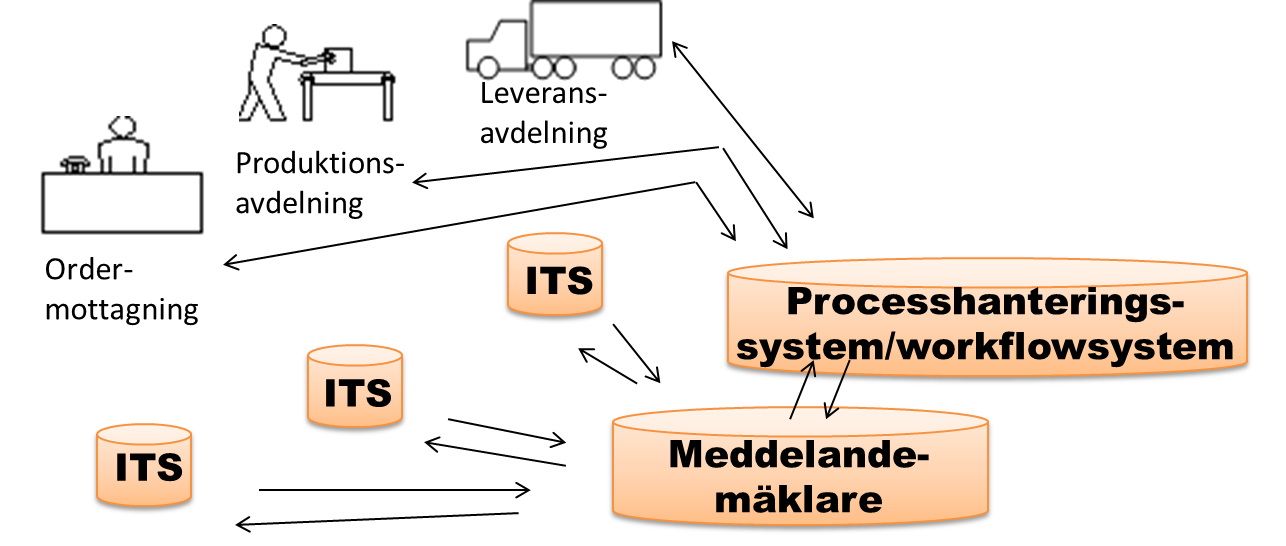 Leverans-
avdelning
Produktions-
avdelning
Order-
mottagning
ITS
ITS
ITS
Processhanterings-
system/workflowsystem
Meddelande-
mäklare